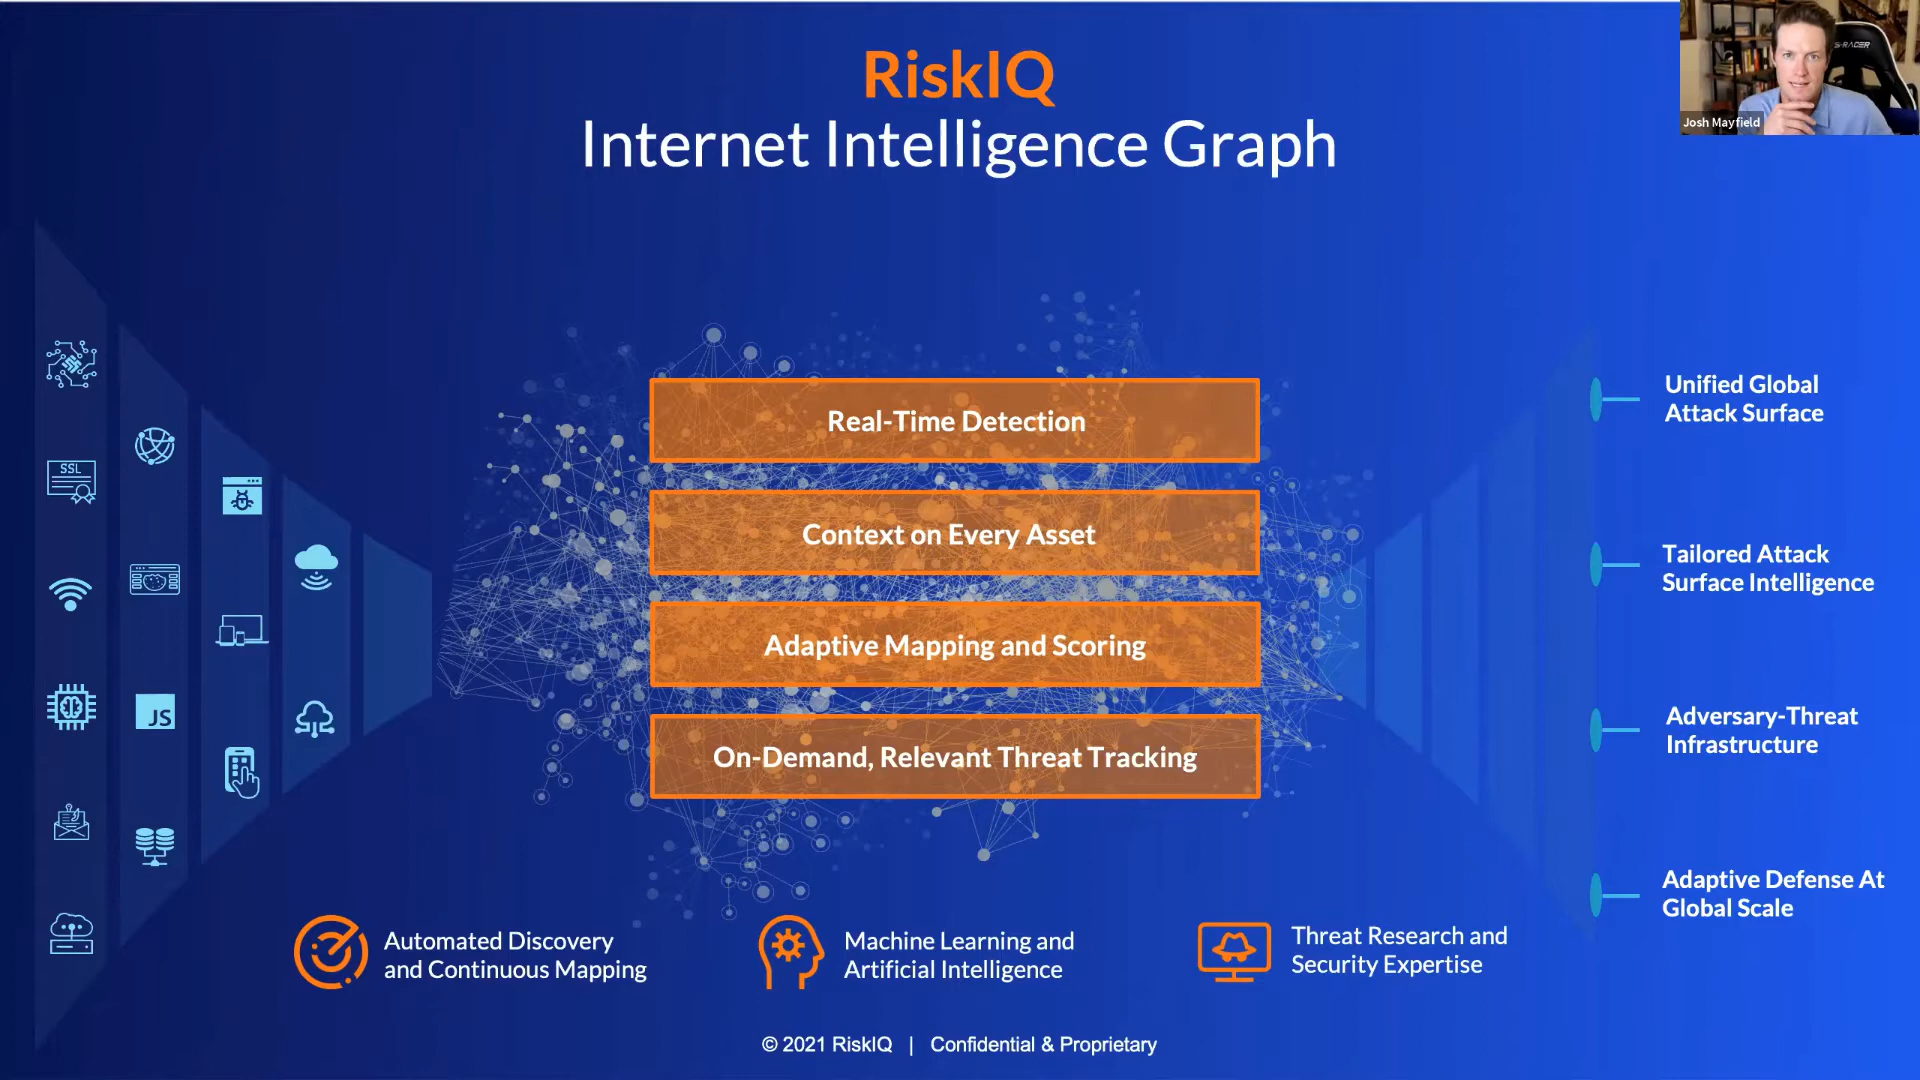 RiskIQ
Internet Intelligence Graph
S-RACER
Josh Mayfield
SSL
JS
Real-Time Detection
Context on Every Asset
Adaptive Mapping and Scoring
On-Demand, Relevant Threat Tracking
Unified Global
Attack Surface
Tailored Attack
Surface Intelligence
Adversary-Threat
Infrastructure
Adaptive Defense At
Global Scale
Automated Discovery
and Continuous Mapping
Machine Learning and
Artificial Intelligence
Threat Research and
Security Expertise
© 2021 RiskIQ | Confidential & Proprietary